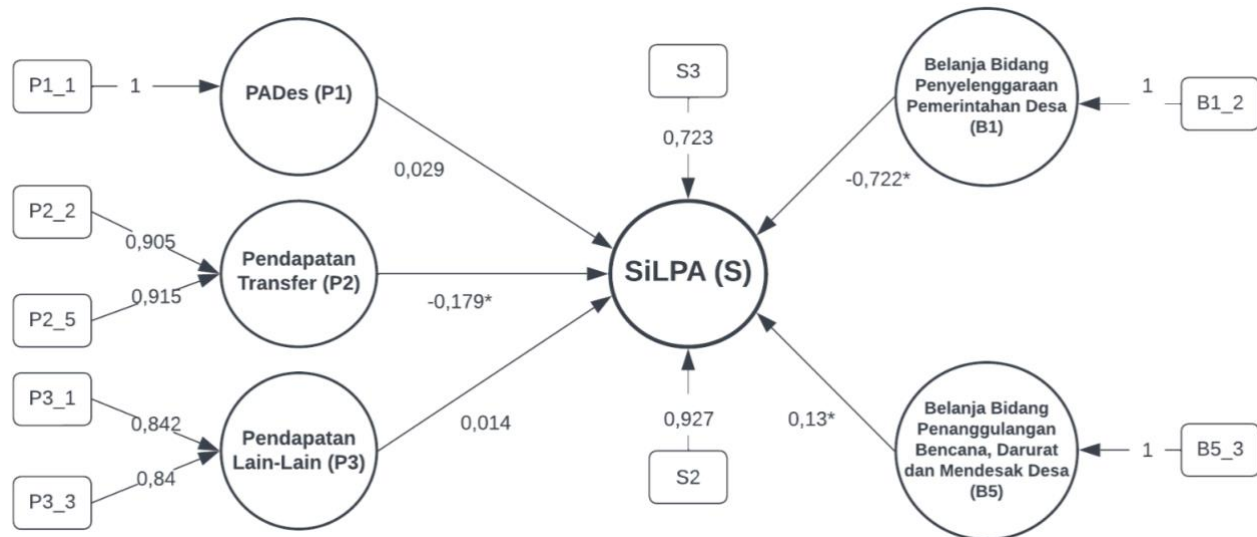 P1_1
1
PADes (P1)
0,029
P2_2
0,905
P2_5
0,915
Pendapatan
Transfer (P2)
-0,179*
P3_1
0,842
P3_3
0,84
Pendapatan
Lain-Lain (P3)
0,014
S3
0,723
SiLPA (S)
0,927
S2
Belanja Bidang
Penyelenggaraan
Pemerintahan Desa
(B1)
1
B1_2
-0,722*
Belanja Bidang
Penanggulangan
Bencana, Darurat
dan Mendesak Desa
(B5)
1
B5_3
0,13*